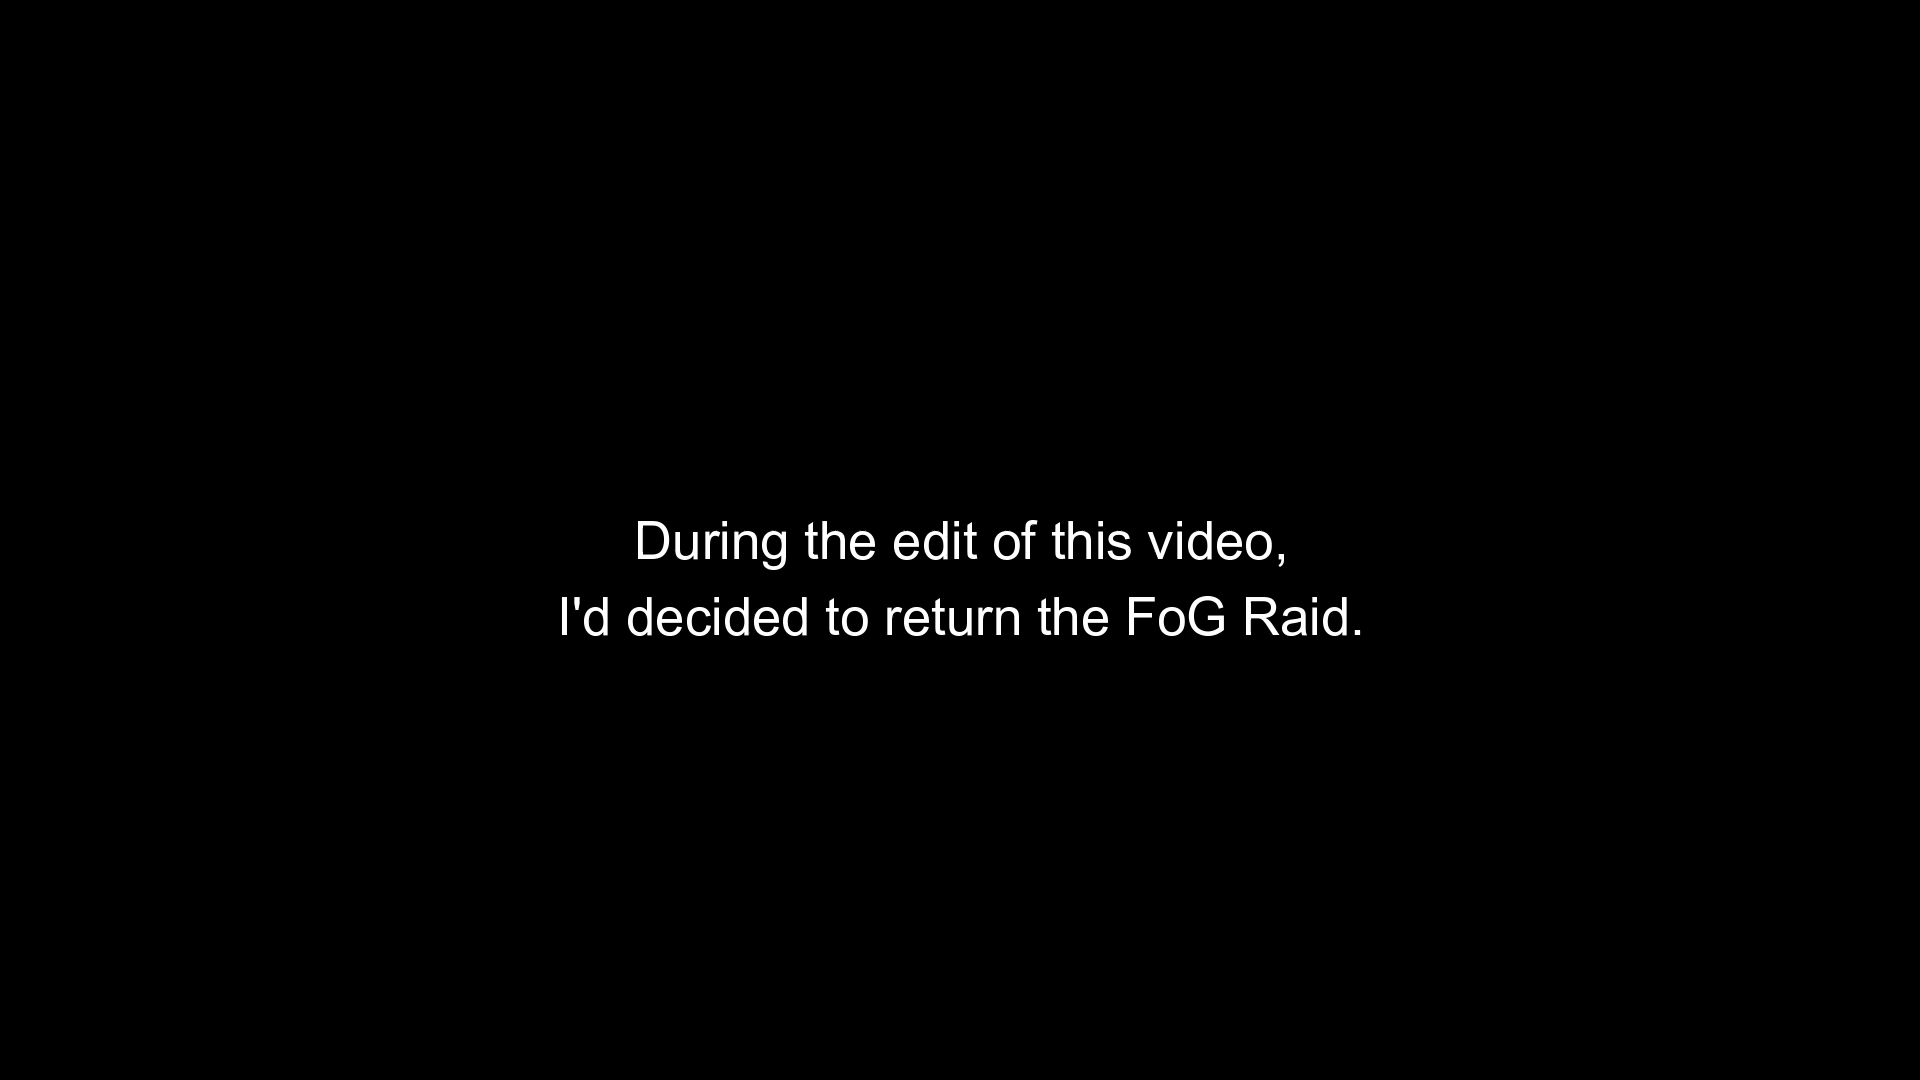 During the edit of this video,
I'd decided to return the FoG Raid.